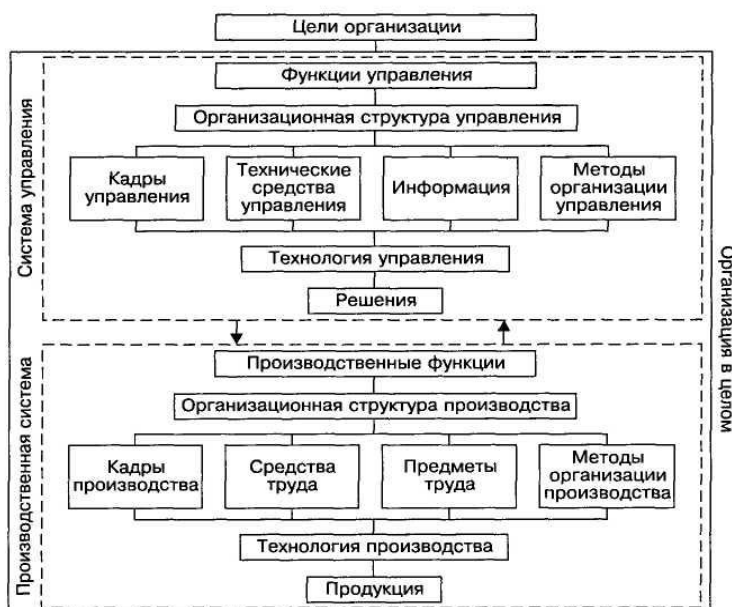 Цели организации
Система управления
Функции управления
Организационная структура управления
Кадры
управления
Технические
средства
управления
Информация
Методы
организации
управления
Технология управления
Решения
Организация в целом
Производственная система
Производственные функции
Организационная структура производства
Кадры
производства
Средства
труда
Предметы
труда
Методы
организации
производства
Технология производства
Продукция